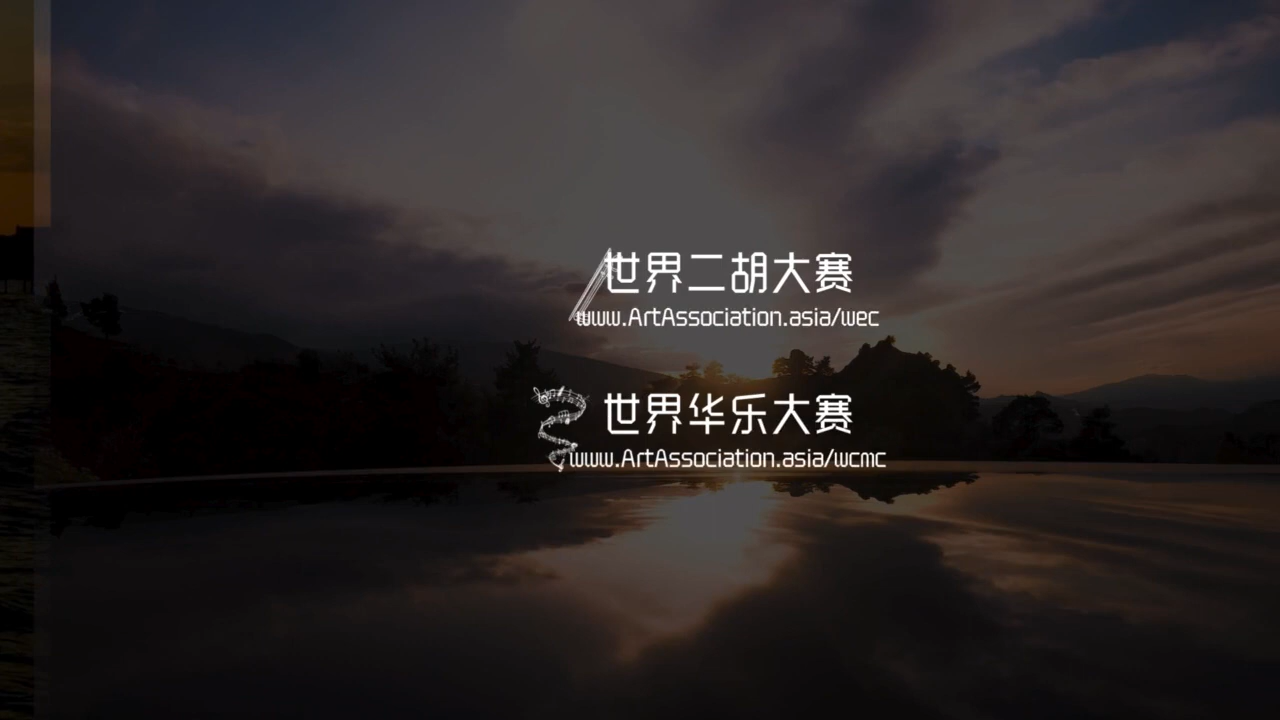 世界二胡大赛
www.ArtAssociation.asia/wec
世界华乐大赛
www.ArtAssociation.asia/wcmc